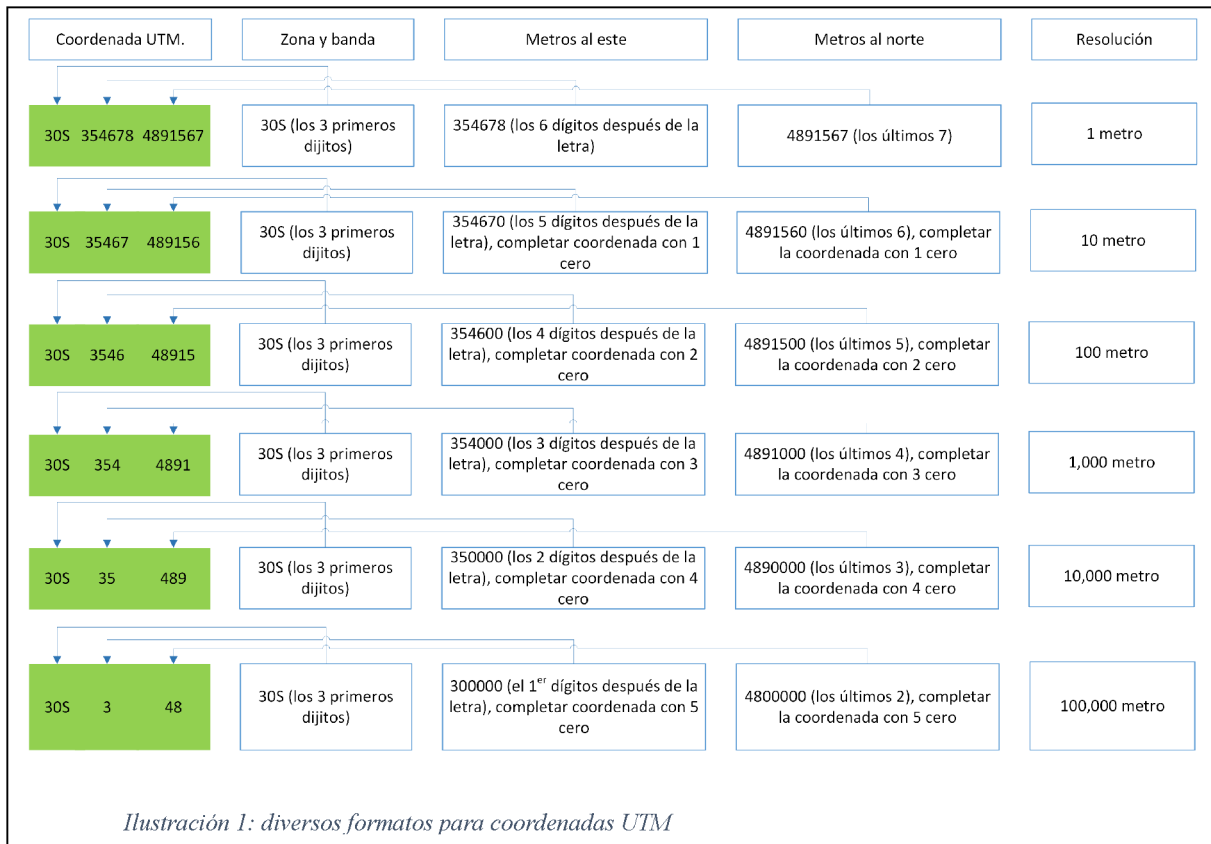 Coordenada UTM.
Zona y banda
Metros al este
Metros al norte
Resolución
30S 354678 4891567
30S (los 3 primeros
dijitos)
354678 (los 6 dígitos después de la
letra)
4891567 (los últimos 7)
1 metro
30S 35467 489156
30S (los 3 primeros
dijitos)
354670 (los 5 dígitos después de la
letra), completar coordenada con 1
cero
4891560 (los últimos 6), completar
la coordenada con 1 cero
10 metro
30S 3546 48915
30S (los 3 primeros
dijitos)
354600 (los 4 dígitos después de la
letra), completar coordenada con 2
cero
4891500 (los últimos 5), completar
la coordenada con 2 cero
100 metro
30S 354 4891
30S (los 3 primeros
dijitos)
354000 (los 3 dígitos después de la
letra), completar coordenada con 3
cero
4891000 (los últimos 4), completar
la coordenada con 3 cero
1,000 metro
30S 35 489
30S (los 3 primeros
dijitos)
350000 (los 2 dígitos después de la
letra), completar coordenada con 4
cero
4890000 (los últimos 3), completar
la coordenada con 4 cero
10,000 metro
30S 3 48
30S (los 3 primeros
dijitos)
300000 (el 1er dígitos después de la
letra), completar coordenada con 5
cero
4800000 (los últimos 2), completar
la coordenada con 5 cero
100,000 metro
Ilustración 1: diversos formatos para coordenadas UTM